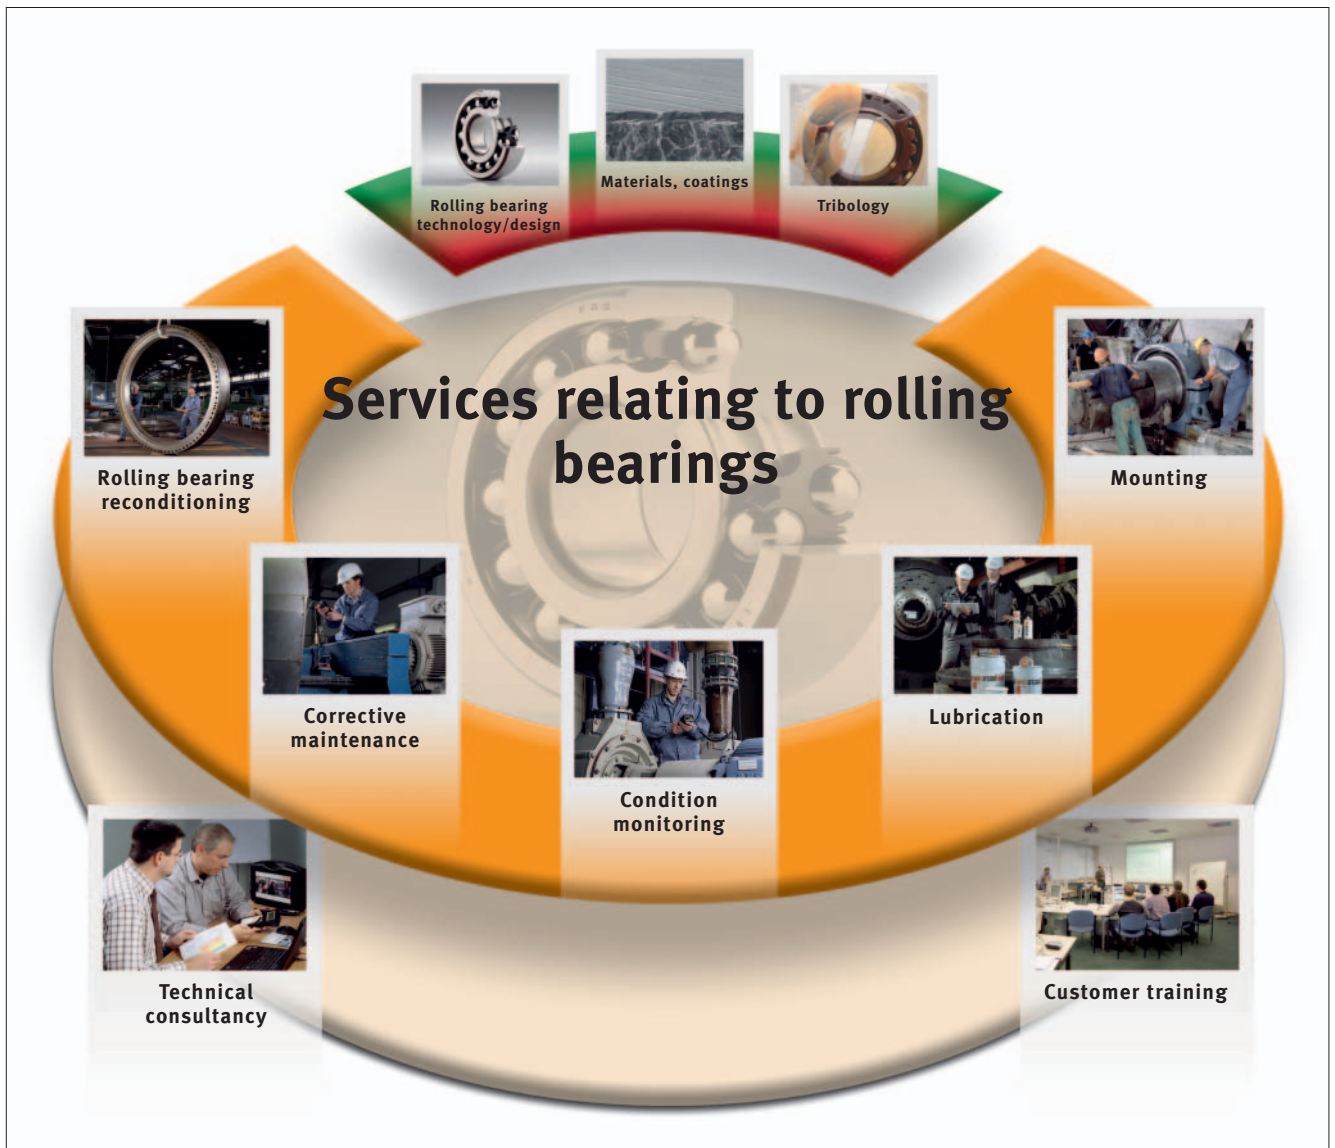 Rolling bearing
technology/design
Materials, coatings
Tribology
FAG
Services relating to rolling
bearings
Rolling bearing
reconditioning
Mounting
Corrective
maintenance
Condition
monitoring
Lubrication
Technical
consultancy
Customer training